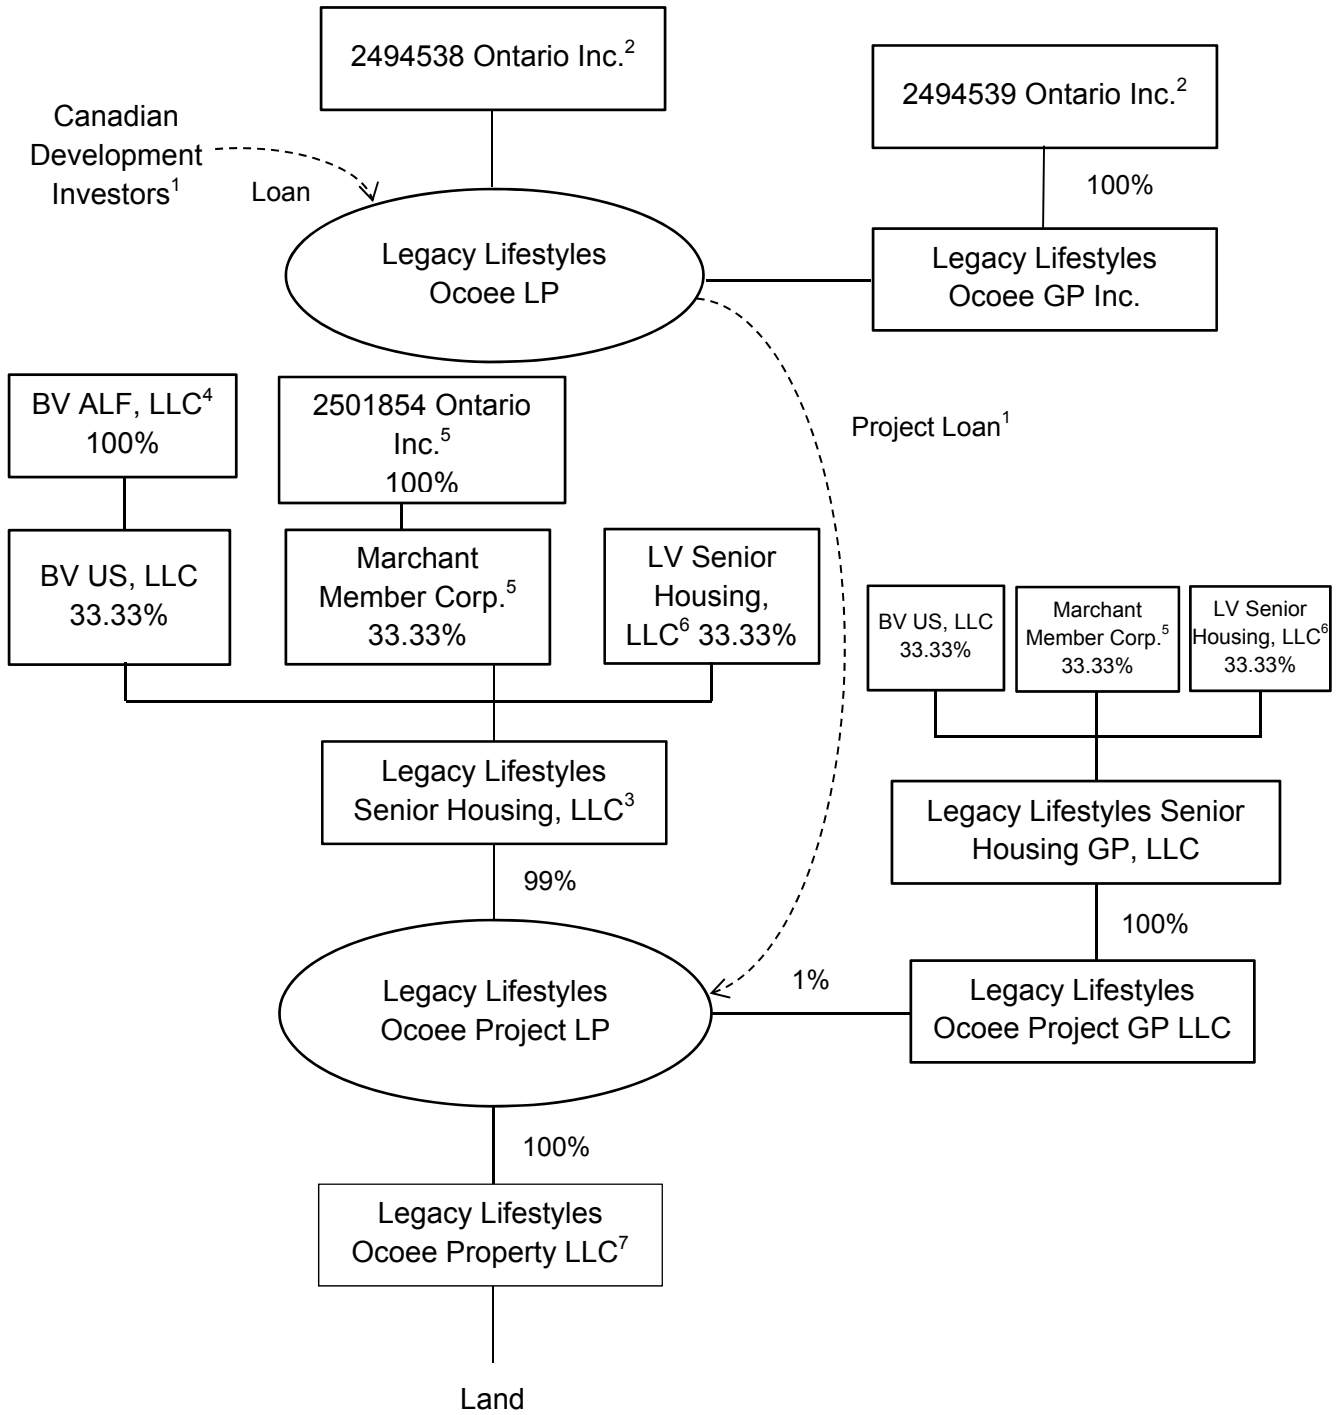 2494538 Ontario Inc.²
2494539 Ontario Inc.²
Canadian
Development
Investors¹
Loan
100%
Legacy Lifestyles
Ocoee LP
Legacy Lifestyles
Ocoee GP Inc.
BV ALF, LLC⁴
100%
2501854 Ontario
Inc.⁵
100%
Project Loan¹
BV US, LLC
33.33%
Marchant
Member Corp.⁵
33.33%
LV Senior
Housing,
LLC⁶ 33.33%
BV US, LLC
33.33%
Marchant
Member Corp.⁵
33.33%
LV Senior
Housing, LLC⁶
33.33%
Legacy Lifestyles
Senior Housing, LLC³
Legacy Lifestyles Senior
Housing GP, LLC
99%
100%
Legacy Lifestyles
Ocoee Project LP
1%
Legacy Lifestyles
Ocoee Project GP LLC
100%
Legacy Lifestyles
Ocoee Property LLC⁷
Land